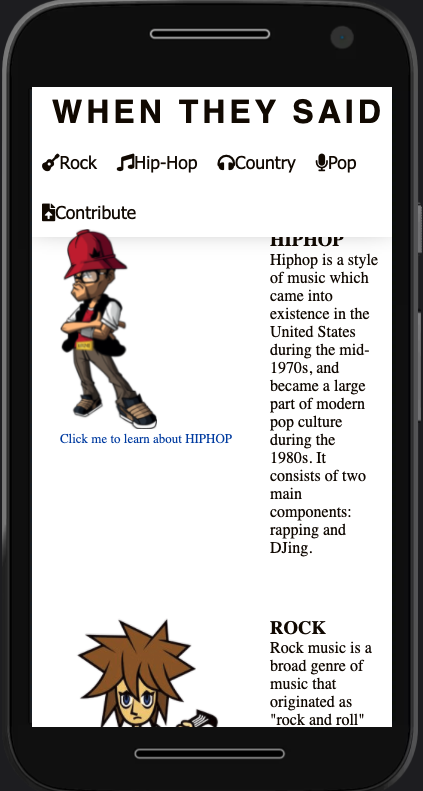 WHEN THEY SAID
Rock Hip-Hop Country Pop
Contribute
HIPHOP
Hiphop is a style
of music which
came into
existence in the
United States
during the mid-
1970s, and
became a large
part of modern
pop culture
during the
1980s. It
consists of two
main
components:
rapping and
DJing.
Click me to learn about HIPHOP
ROCK
Rock music is a
broad genre of
music that
originated as
"rock and roll"